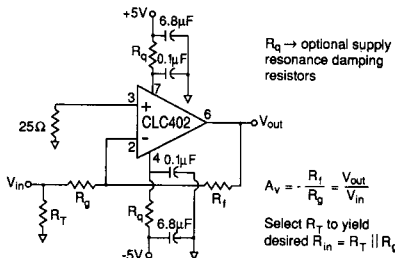 +5V
6.8µF
Rq
0.1µF
Rq → optional supply
resonance damping
resistors
7
3
+
CLC402
6
Vout
25Ω
2
-
4
0.1µF
Vin
Rg
Rf
Av = - Rf/Rg = Vout/Vin
RT
Rq
6.8µF
Select RT to yield
desired Rin = RT || Rg
-5V